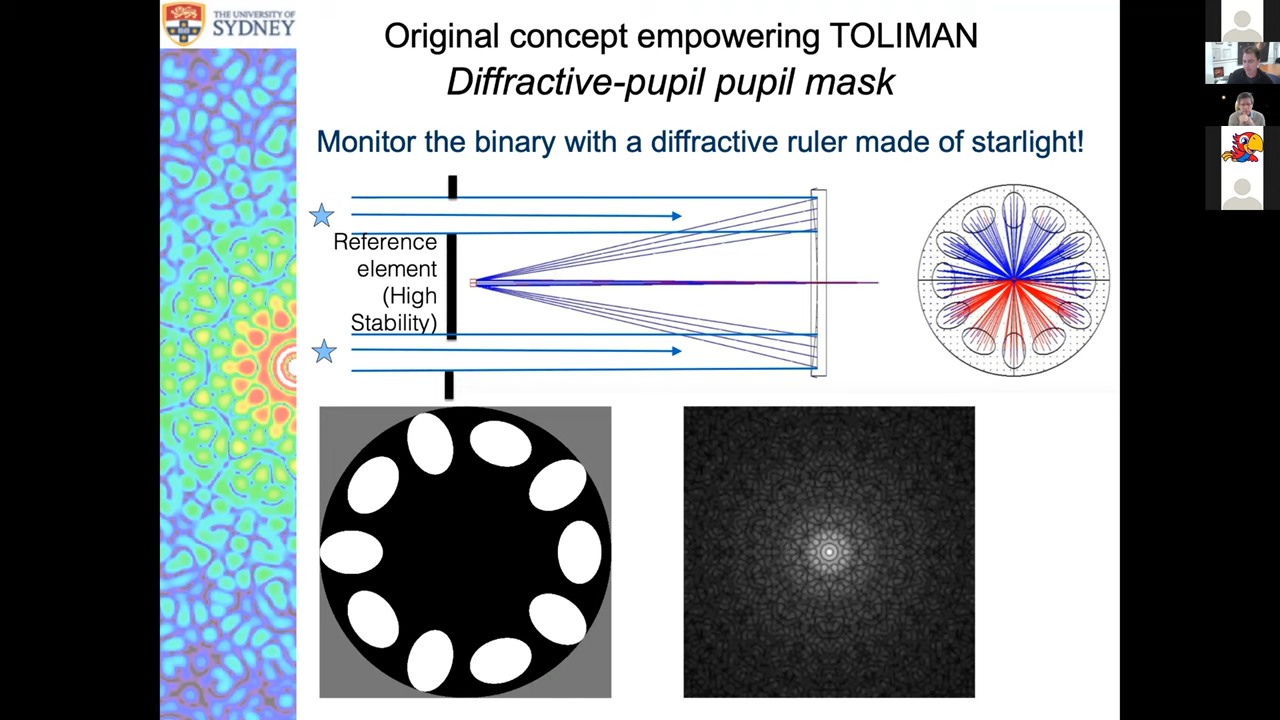 THE UNIVERSITY OF
SYDNEY
Original concept empowering TOLIMAN
Diffractive-pupil pupil mask
Monitor the binary with a diffractive ruler made of starlight!
Reference
element
(High
Stability)